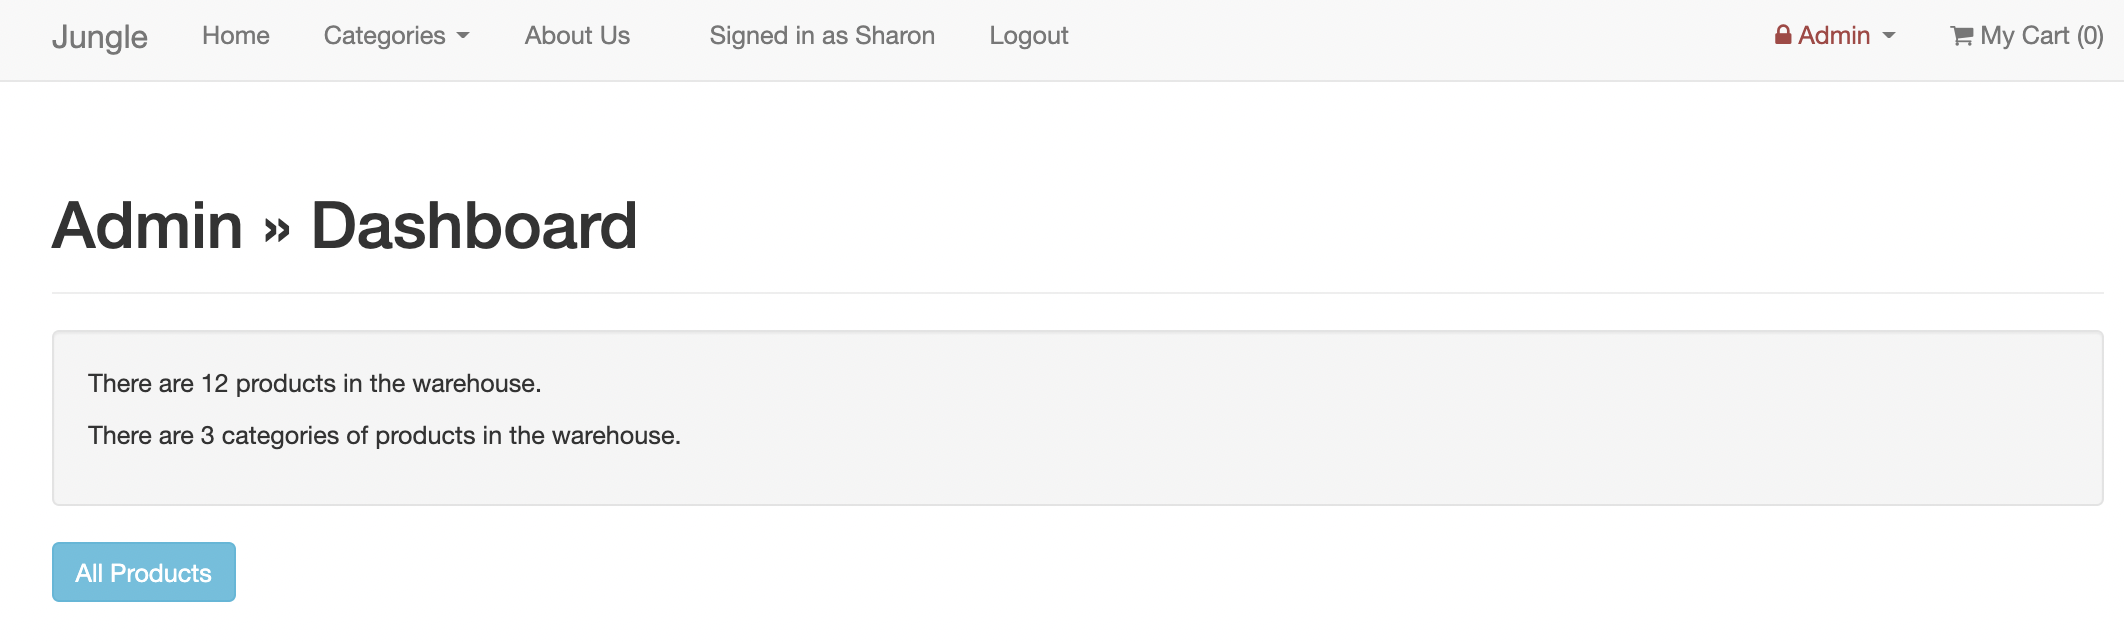 Jungle Home Categories About Us Signed in as Sharon Logout Admin My Cart (0)
Admin » Dashboard
There are 12 products in the warehouse.
There are 3 categories of products in the warehouse.
All Products